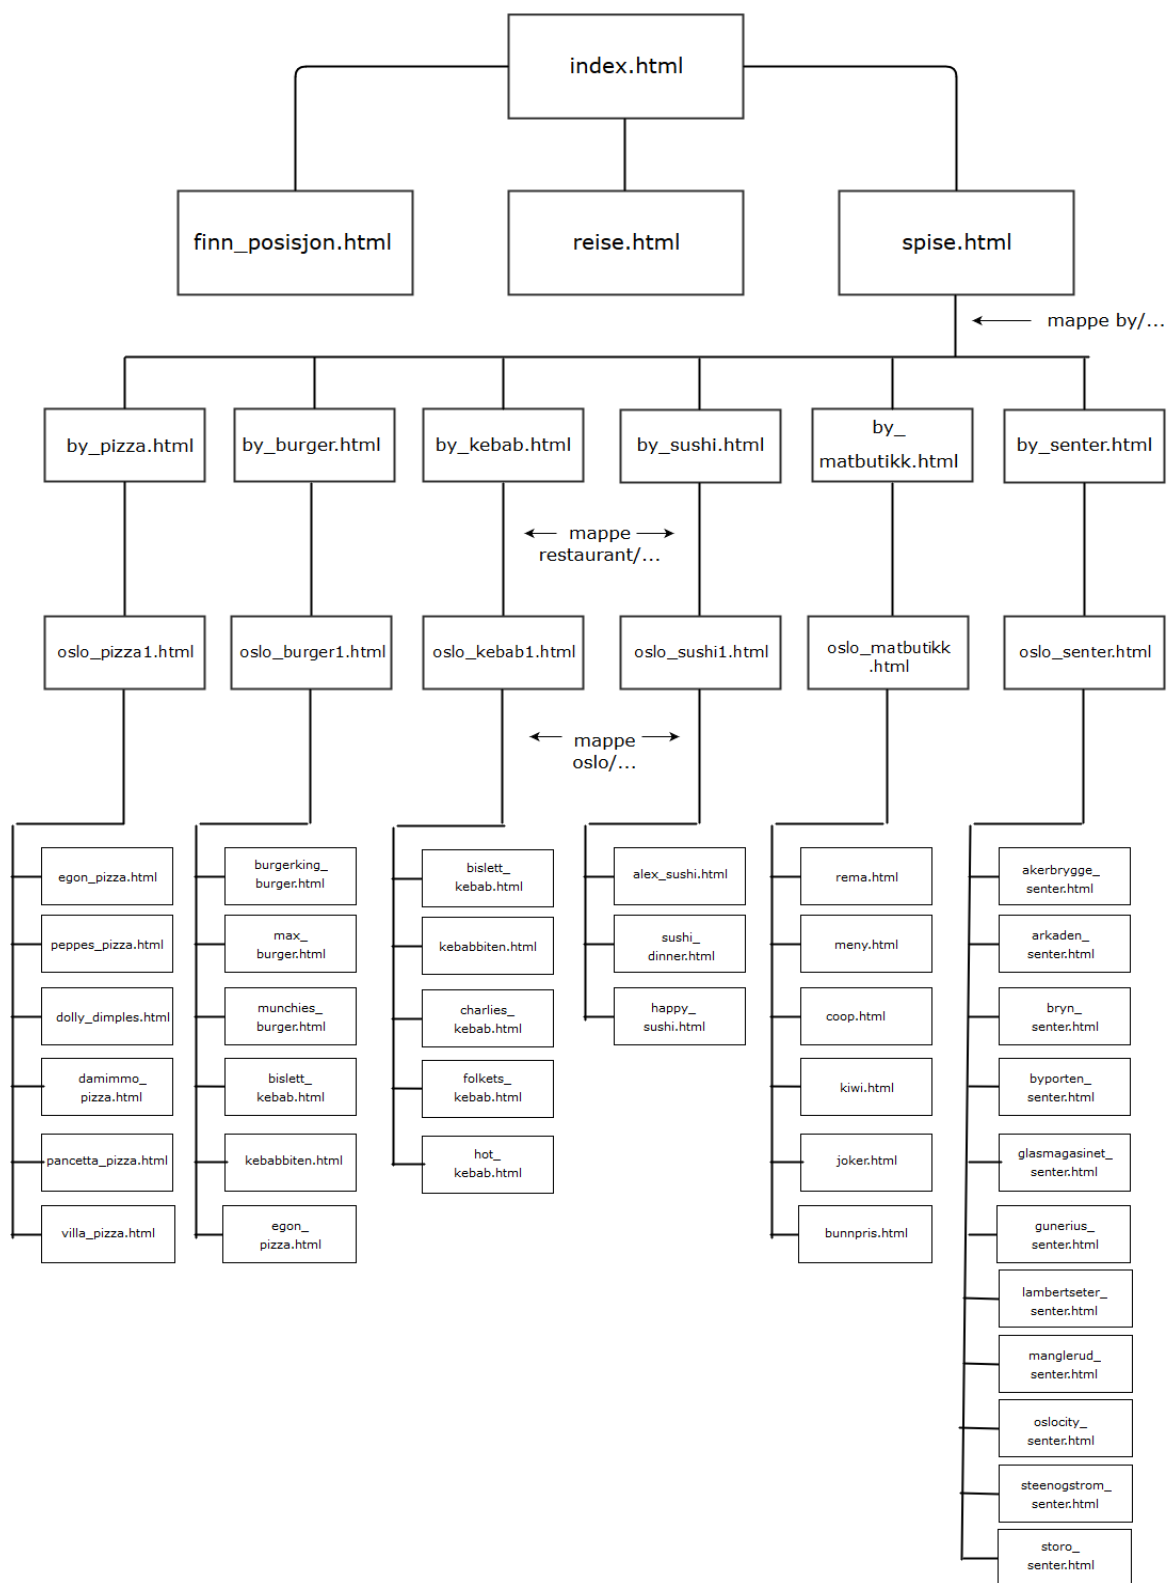 index.html
finn_posisjon.html
reise.html
spise.html
mappe by/...
by_pizza.html
by_burger.html
by_kebab.html
by_sushi.html
by_
matbutikk.html
by_senter.html
mappe
restaurant/...
oslo_pizza1.html
oslo_burger1.html
oslo_kebab1.html
oslo_sushi1.html
oslo_matbutikk
.html
oslo_senter.html
mappe
oslo/...
egon_pizza.html
peppes_pizza.html
dolly_dimples.html
damimmo_
pizza.html
pancetta_pizza.html
villa_pizza.html
burgerking_
burger.html
max_
burger.html
munchies_
burger.html
bislett_
kebab.html
kebabbiten.html
egon_
pizza.html
bislett_
kebab.html
kebabbiten.html
charlies_
kebab.html
folkets_
kebab.html
hot_
kebab.html
alex_sushi.html
sushi_
dinner.html
happy_
sushi.html
rema.html
meny.html
coop.html
kiwi.html
joker.html
bunnpris.html
akerbrygge_
senter.html
arkaden_
senter.html
bryn_
senter.html
byporten_
senter.html
glasmagasinet_
senter.html
gunerius_
senter.html
lambertseter_
senter.html
manglerud_
senter.html
oslocity_
senter.html
steenogstrom_
senter.html
storo_
senter.html